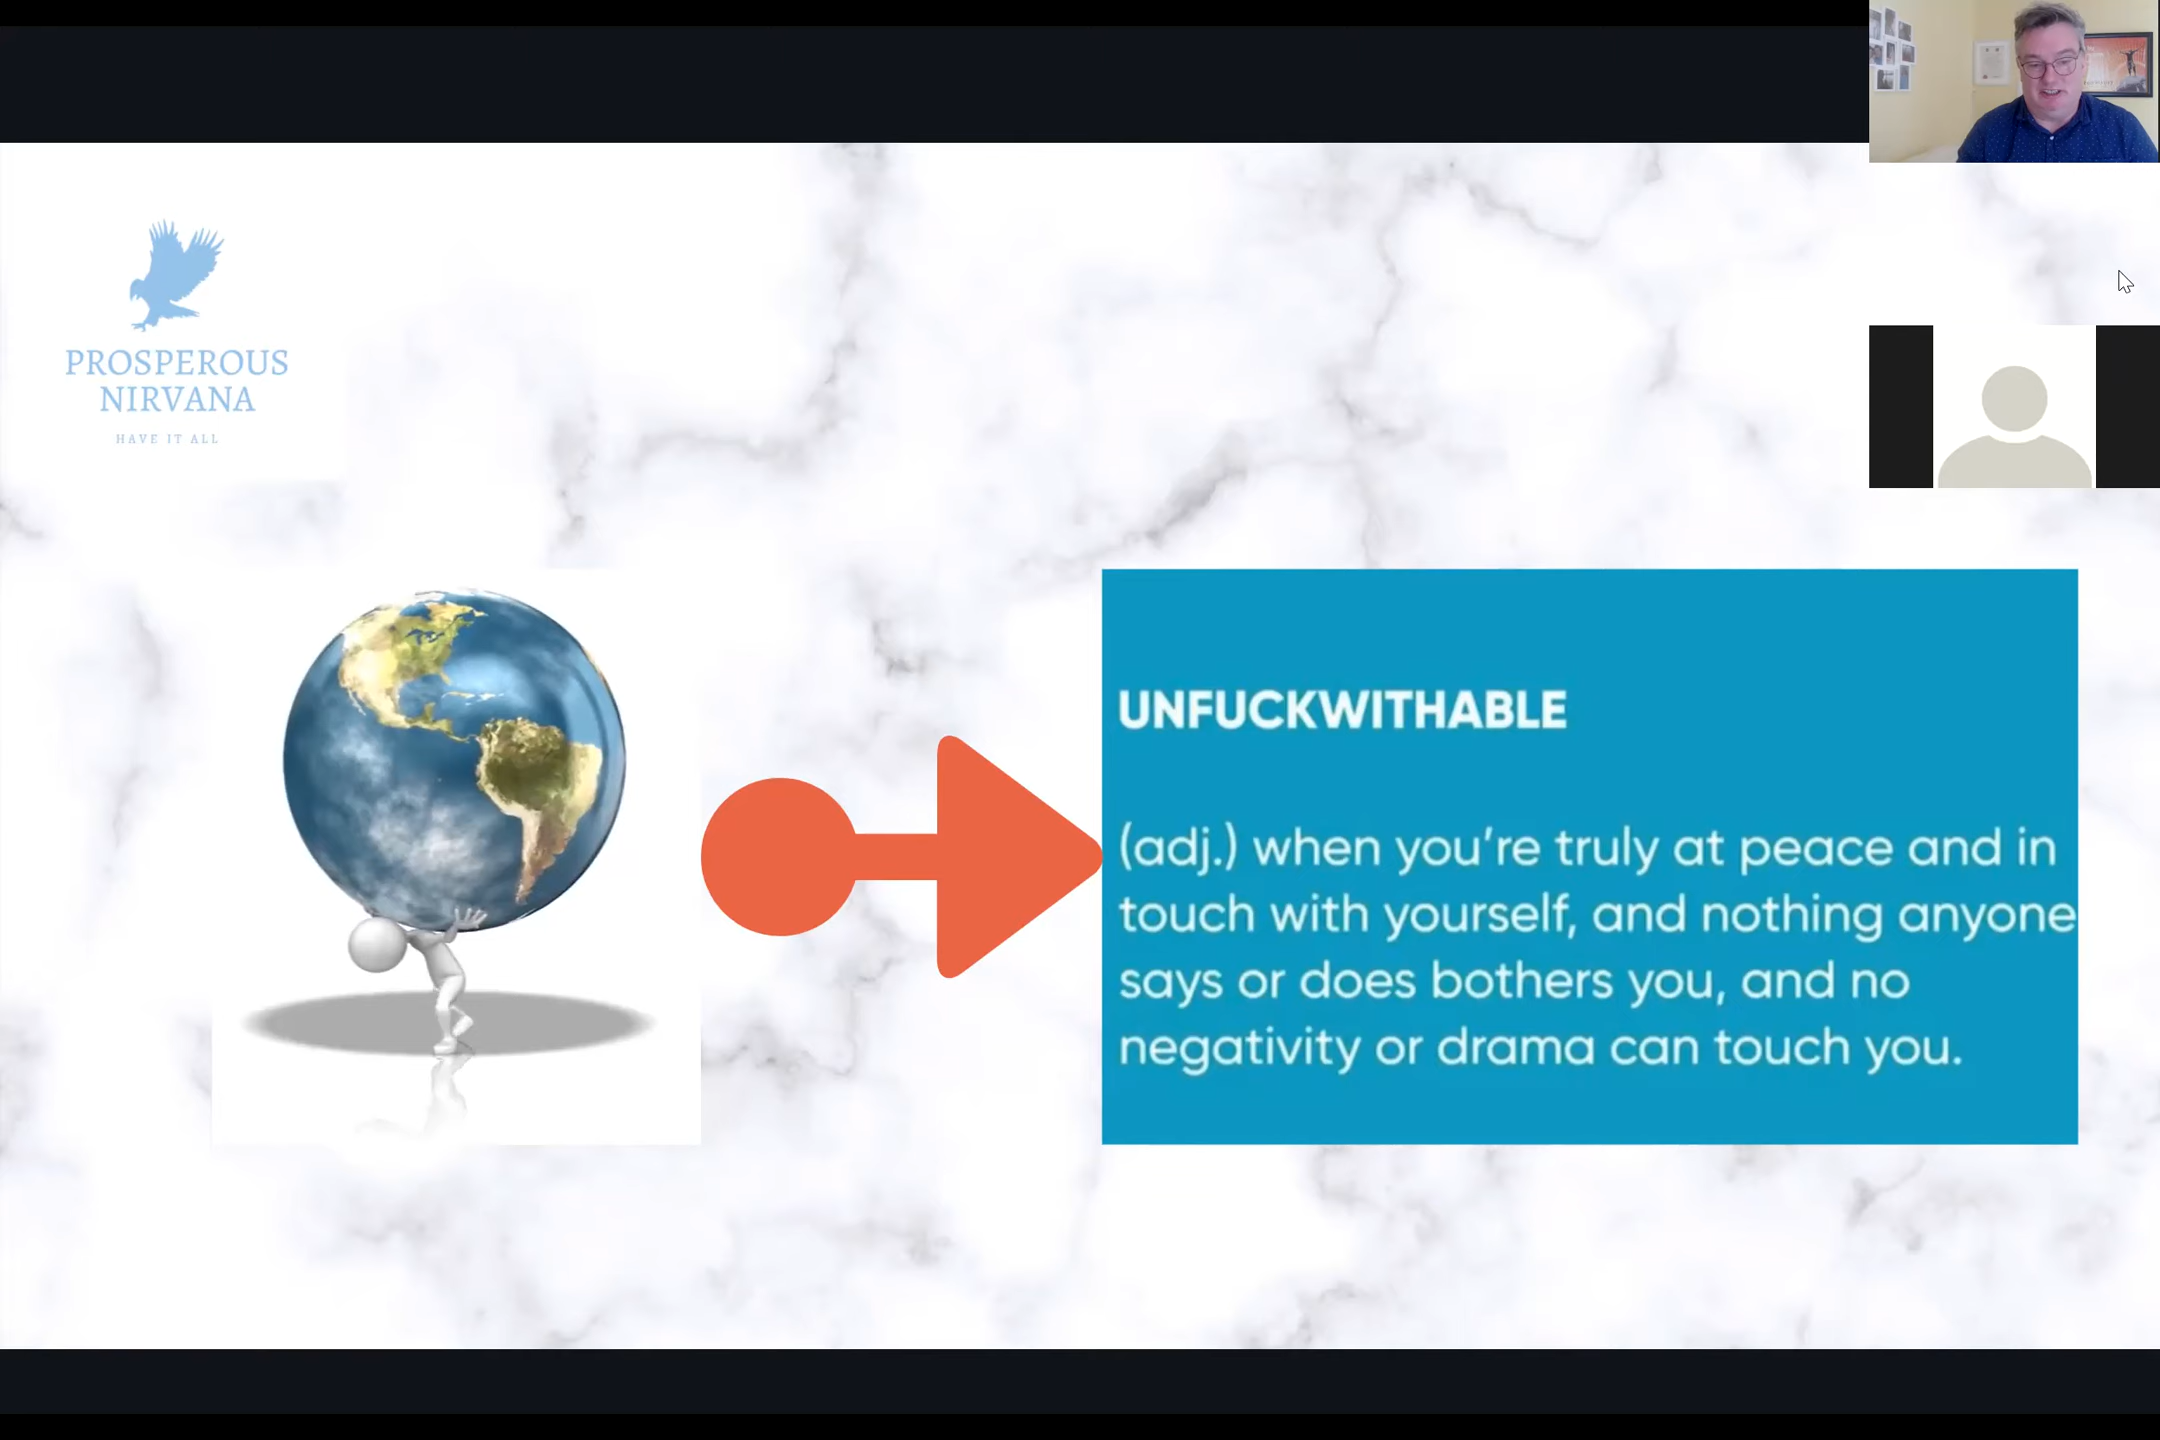 PROSPEROUS
NIRVANA
HAVE IT ALL
UNFUCKWITHABLE
(adj.) when you’re truly at peace and in
touch with yourself, and nothing anyone
says or does bothers you, and no
negativity or drama can touch you.